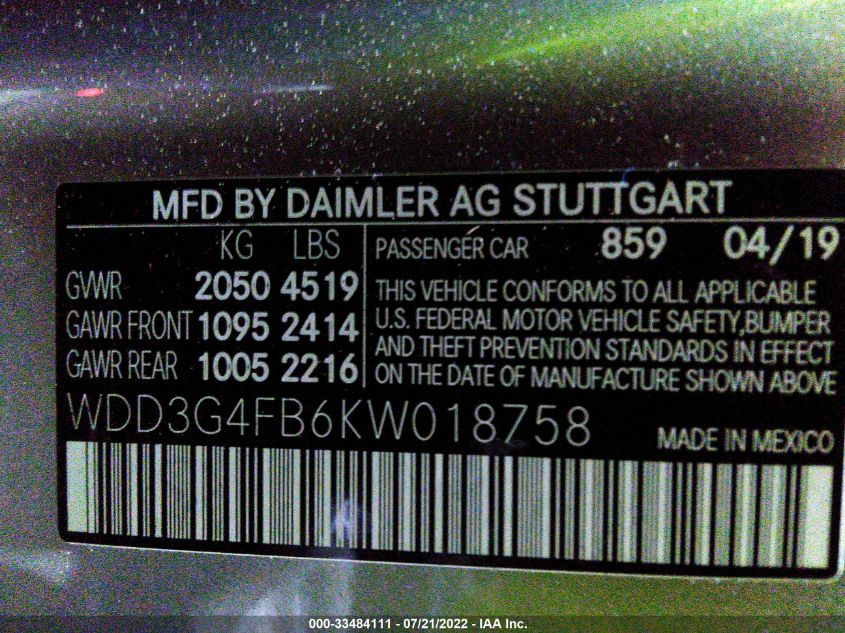 MFD BY DAIMLER AG STUTTGART
KG LBS
GVWR 2050 4519
GAWR FRONT 1095 2414
GAWR REAR 1005 2216
PASSENGER CAR 859 04/19
THIS VEHICLE CONFORMS TO ALL APPLICABLE
U.S. FEDERAL MOTOR VEHICLE SAFETY,BUMPER
AND THEFT PREVENTION STANDARDS IN EFFECT
ON THE DATE OF MANUFACTURE SHOWN ABOVE
WDD3G4FB6KW018758
MADE IN MEXICO
000-33484111 - 07/21/2022 - IAA Inc.